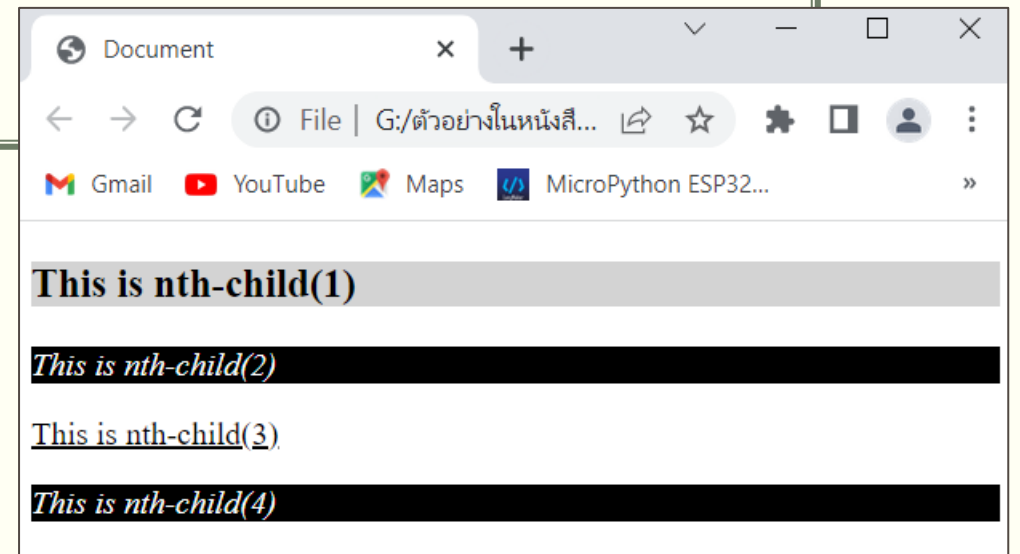 Document
File | G:/ตัวอย่างในหนังสื...
Gmail YouTube Maps MicroPython ESP32... »
This is nth-child(1)
This is nth-child(2)
This is nth-child(3)
This is nth-child(4)